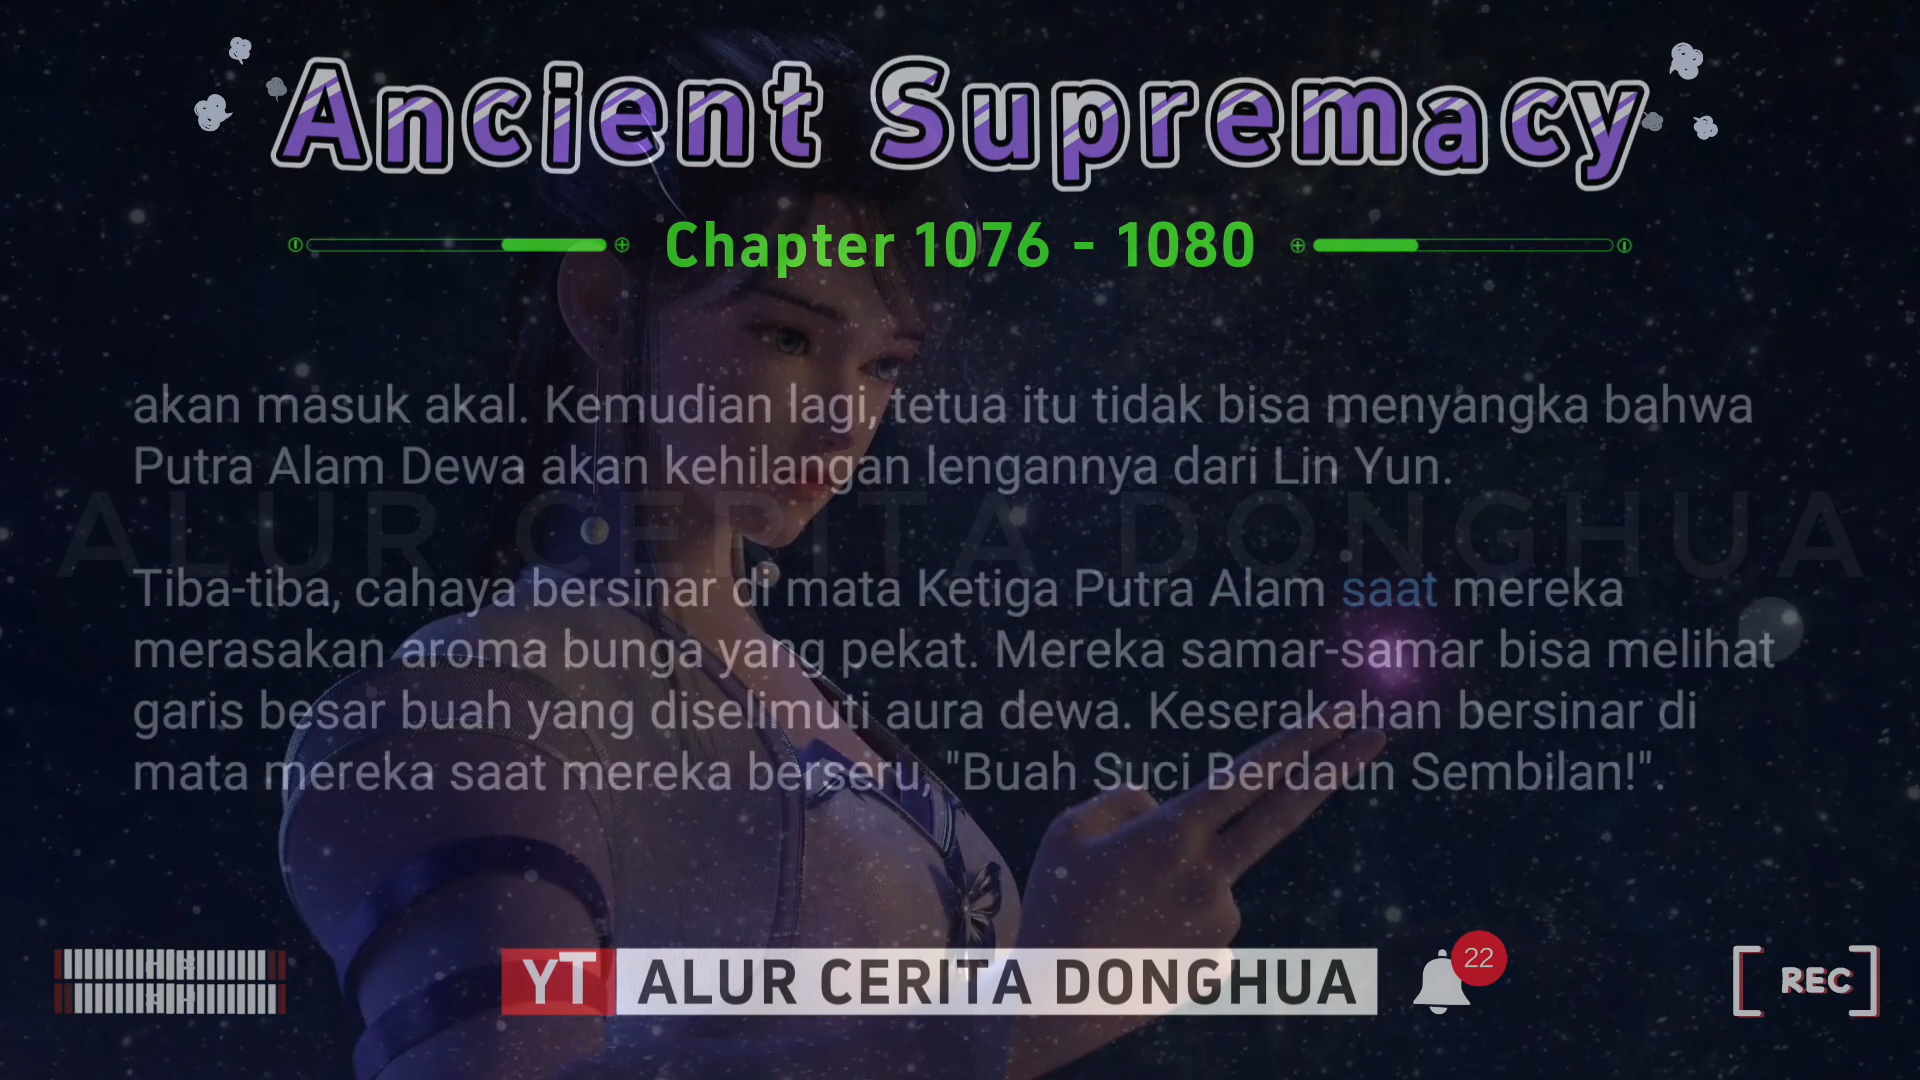 Ancient Supremacy
Chapter 1076 - 1080
akan masuk akal. Kemudian lagi, tetua itu tidak bisa menyangka bahwa
Putra Alam Dewa akan kehilangan lengannya dari Lin Yun.
ALUR CERITA DONGHUA
Tiba-tiba, cahaya bersinar di mata Ketiga Putra Alam saat mereka
merasakan aroma bunga yang pekat. Mereka samar-samar bisa melihat
garis besar buah yang diselimuti aura dewa. Keserakahan bersinar di
mata mereka saat mereka berseru, "Buah Suci Berdaun Sembilan!".
YT ALUR CERITA DONGHUA
22
REC